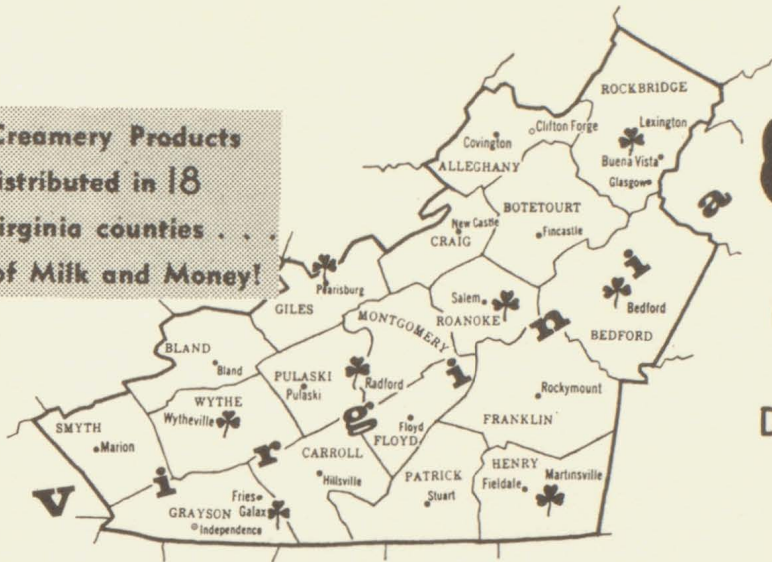 Creamery Products
istributed in 18
irginia counties . . .
of Milk and Money!
ROCKBRIDGE
Lexington
Clifton Forge
Covington
Buena Vista
ALLEGHANY
Glasgow
BOTETOURT
New Castle
Fincastle
CRAIG
Pearisburg
Salem
Bedford
GILES
MONTGOMERY
ROANOKE
BEDFORD
BLAND
Bland
PULASKI
Pulaski
Radford
Rockymount
WYTHE
Wytheville
Floyd
FLOYD
FRANKLIN
SMYTH
Marion
CARROLL
Hillsville
PATRICK
Stuart
HENRY
Fieldale
Martinsville
Fries
Galax
GRAYSON
Independence
virginia